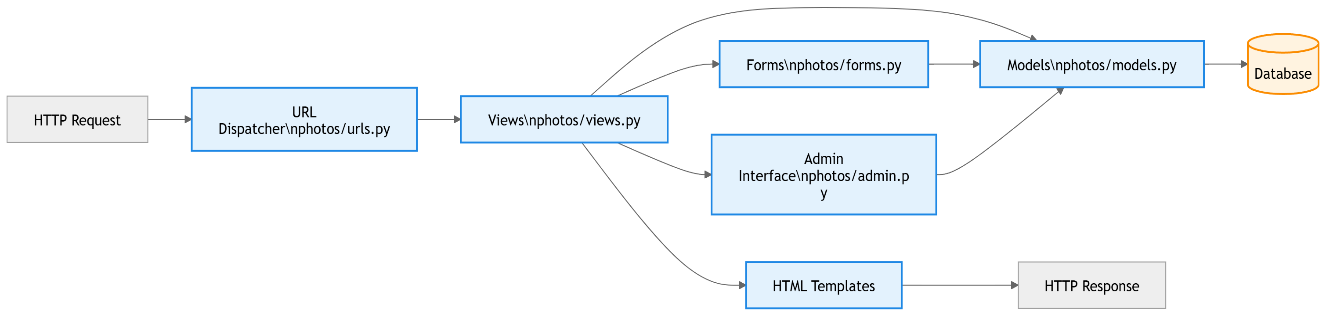 HTTP Request
URL
Dispatcher\nphotos/urls.py
Views\nphotos/views.py
Forms\nphotos/forms.py
Models\nphotos/models.py
Database
Admin
Interface\nphotos/admin.p
y
HTML Templates
HTTP Response